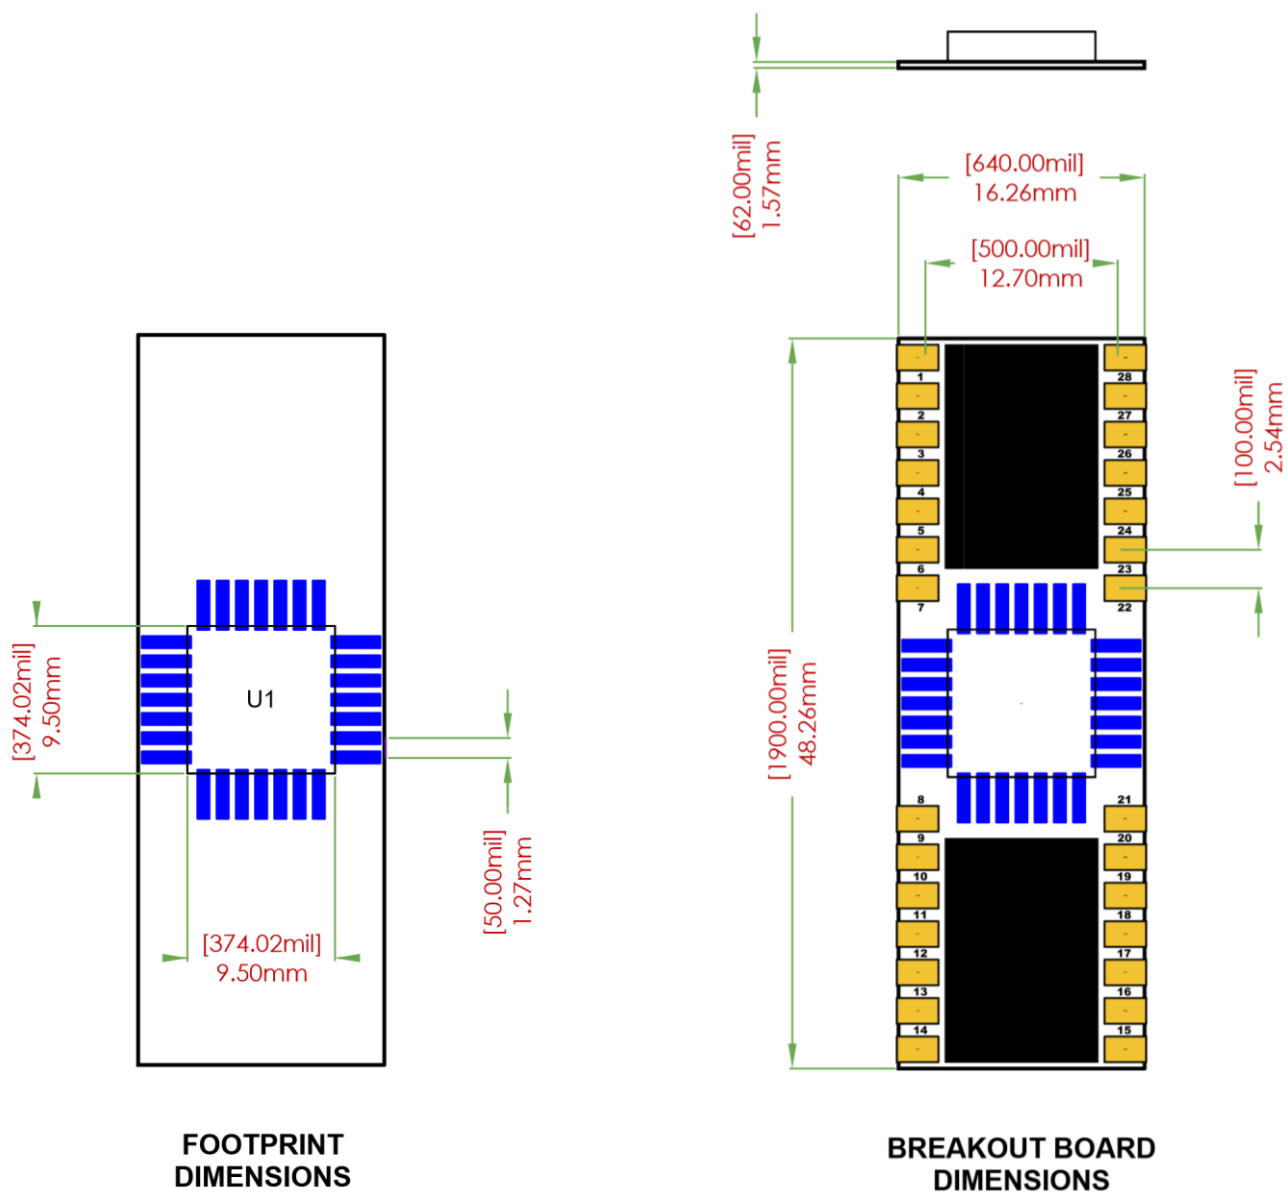 [62.00mil]
1.57mm
[640.00mil]
16.26mm
[500.00mil]
12.70mm
[100.00mil]
2.54mm
[1900.00mil]
48.26mm
1
2
3
4
5
6
7
28
27
26
25
24
23
22
8
9
10
11
12
13
14
21
20
19
18
17
16
15
U1
[374.02mil]
9.50mm
[50.00mil]
1.27mm
[374.02mil]
9.50mm
FOOTPRINT
DIMENSIONS
BREAKOUT BOARD
DIMENSIONS